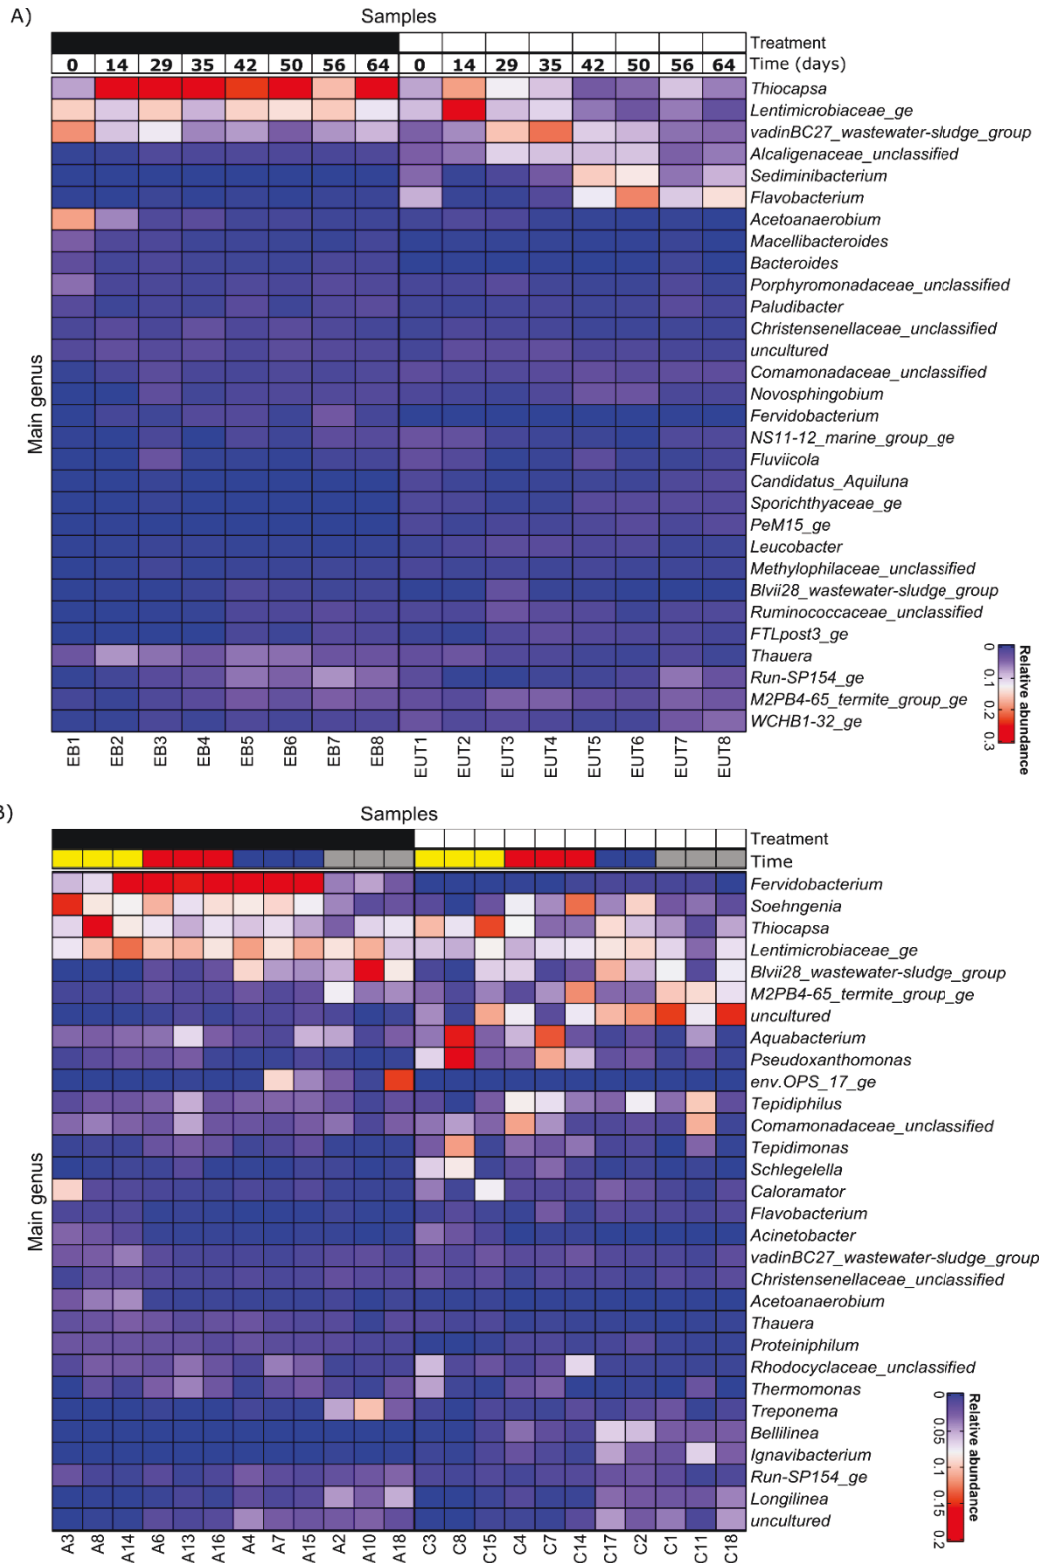 A)
Samples
Treatment
0 14 29 35 42 50 56 64 0 14 29 35 42 50 56 64 Time (days)
Thiocapsa
Lentimicrobiaceae_ge
vadinBC27_wastewater-sludge_group
Alcaligenaceae_unclassified
Sediminibacterium
Flavobacterium
Acetoanaerobium
Macellibacteroides
Bacteroides
Porphyromonadaceae_unclassified
Paludibacter
Christensenellaceae_unclassified
uncultured
Comamonadaceae_unclassified
Novosphingobium
Fervidobacterium
NS11-12_marine_group_ge
Fluviicola
Candidatus_Aquiluna
Sporichthyaceae_ge
PeM15_ge
Leucobacter
Methylophilaceae_unclassified
Blvii28_wastewater-sludge_group
Ruminococcaceae_unclassified
FTLpost3_ge
Thauera
Run-SP154_ge
M2PB4-65_termite_group_ge
WCHB1-32_ge
Main genus
0 0.1 0.2 0.3
Relative abundance
EB1 EB2 EB3 EB4 EB5 EB6 EB7 EB8 EUT1 EUT2 EUT3 EUT4 EUT5 EUT6 EUT7 EUT8
B)
Samples
Treatment
Time
Fervidobacterium
Soehngenia
Thiocapsa
Lentimicrobiaceae_ge
Blvii28_wastewater-sludge_group
M2PB4-65_termite_group_ge
uncultured
Aquabacterium
Pseudoxanthomonas
env.OPS_17_ge
Tepidiphilus
Comamonadaceae_unclassified
Tepidimonas
Schlegelella
Caloramator
Flavobacterium
Acinetobacter
vadinBC27_wastewater-sludge_group
Christensenellaceae_unclassified
Acetoanaerobium
Thauera
Proteiniphilum
Rhodocyclaceae_unclassified
Thermomonas
Treponema
Bellilinea
Ignavibacterium
Run-SP154_ge
Longilinea
uncultured
Main genus
0 0.05 0.1 0.15 0.2
Relative abundance
A3 A8 A14 A6 A13 A16 A4 A7 A15 A2 A10 A18 C3 C8 C15 C4 C7 C14 C17 C2 C1 C11 C18